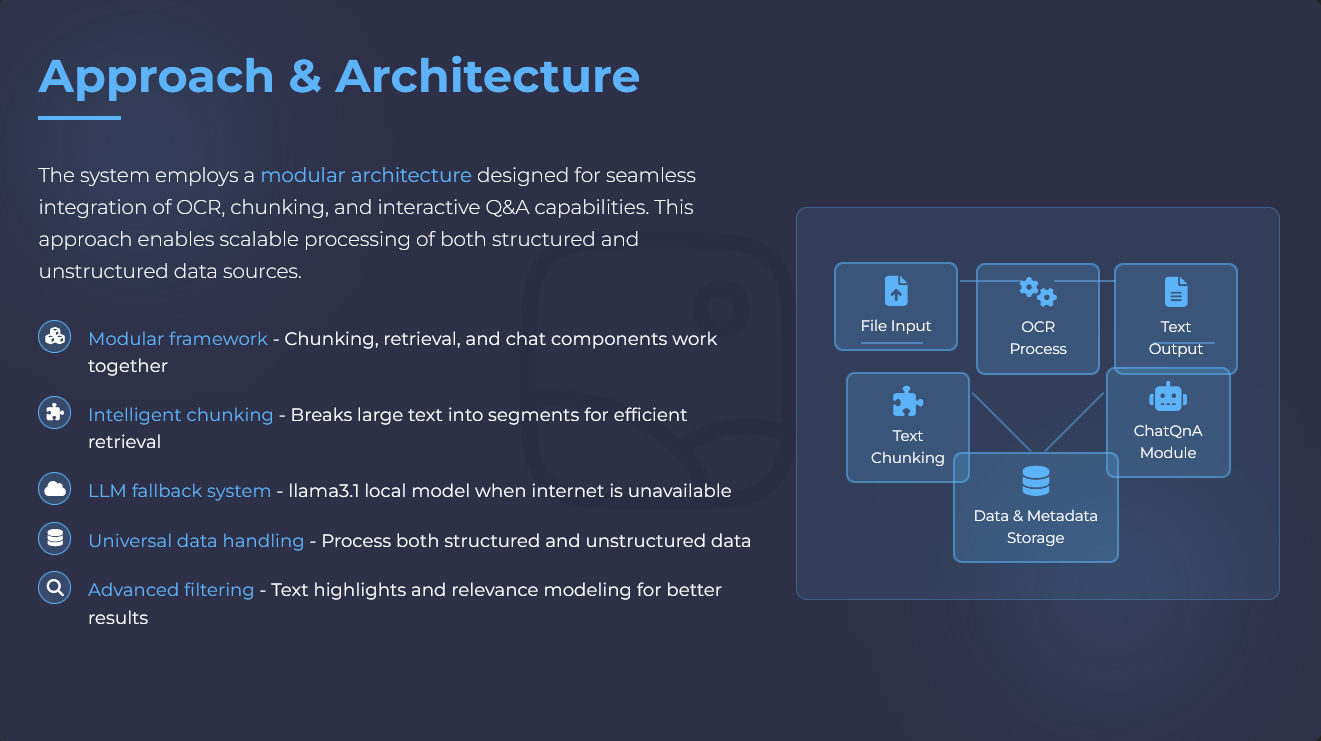 Approach & Architecture
The system employs a modular architecture designed for seamless
integration of OCR, chunking, and interactive Q&A capabilities. This
approach enables scalable processing of both structured and
unstructured data sources.
Modular framework - Chunking, retrieval, and chat components work
together
Intelligent chunking - Breaks large text into segments for efficient
retrieval
LLM fallback system - llama3.1 local model when internet is unavailable
Universal data handling - Process both structured and unstructured data
Advanced filtering - Text highlights and relevance modeling for better
results
File Input
OCR
Process
Text
Output
Text
Chunking
ChatQnA
Module
Data & Metadata
Storage